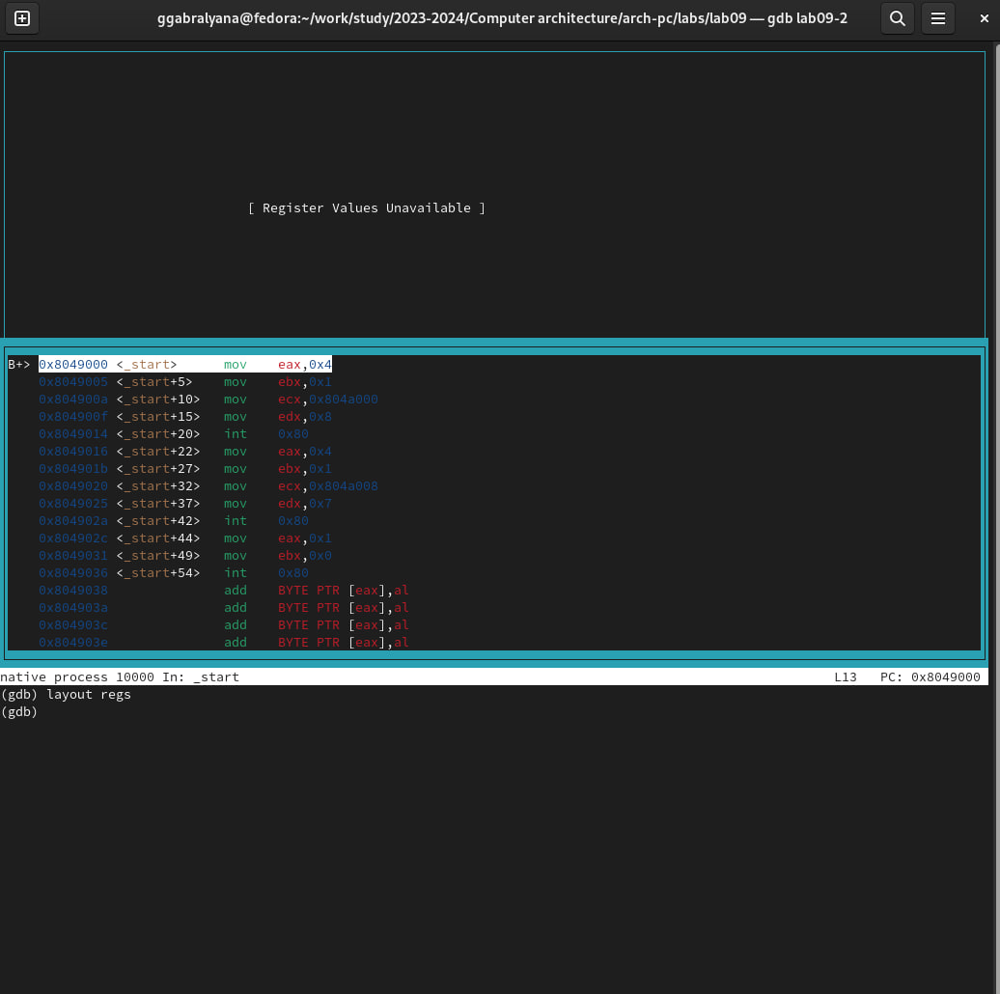 ggabralyana@fedora:~/work/study/2023-2024/Computer architecture/arch-pc/labs/lab09 — gdb lab09-2
[ Register Values Unavailable ]
B+> 0x8049000 <_start>      mov    eax,0x4
0x8049005 <_start+5>    mov    ebx,0x1
0x804900a <_start+10>   mov    ecx,0x804a000
0x804900f <_start+15>   mov    edx,0x8
0x8049014 <_start+20>   int    0x80
0x8049016 <_start+22>   mov    eax,0x4
0x804901b <_start+27>   mov    ebx,0x1
0x8049020 <_start+32>   mov    ecx,0x804a008
0x8049025 <_start+37>   mov    edx,0x7
0x804902a <_start+42>   int    0x80
0x804902c <_start+44>   mov    eax,0x1
0x8049031 <_start+49>   mov    ebx,0x0
0x8049036 <_start+54>   int    0x80
0x8049038               add    BYTE PTR [eax],al
0x804903a               add    BYTE PTR [eax],al
0x804903c               add    BYTE PTR [eax],al
0x804903e               add    BYTE PTR [eax],al
native process 10000 In: _start L13 PC: 0x8049000
(gdb) layout regs
(gdb)